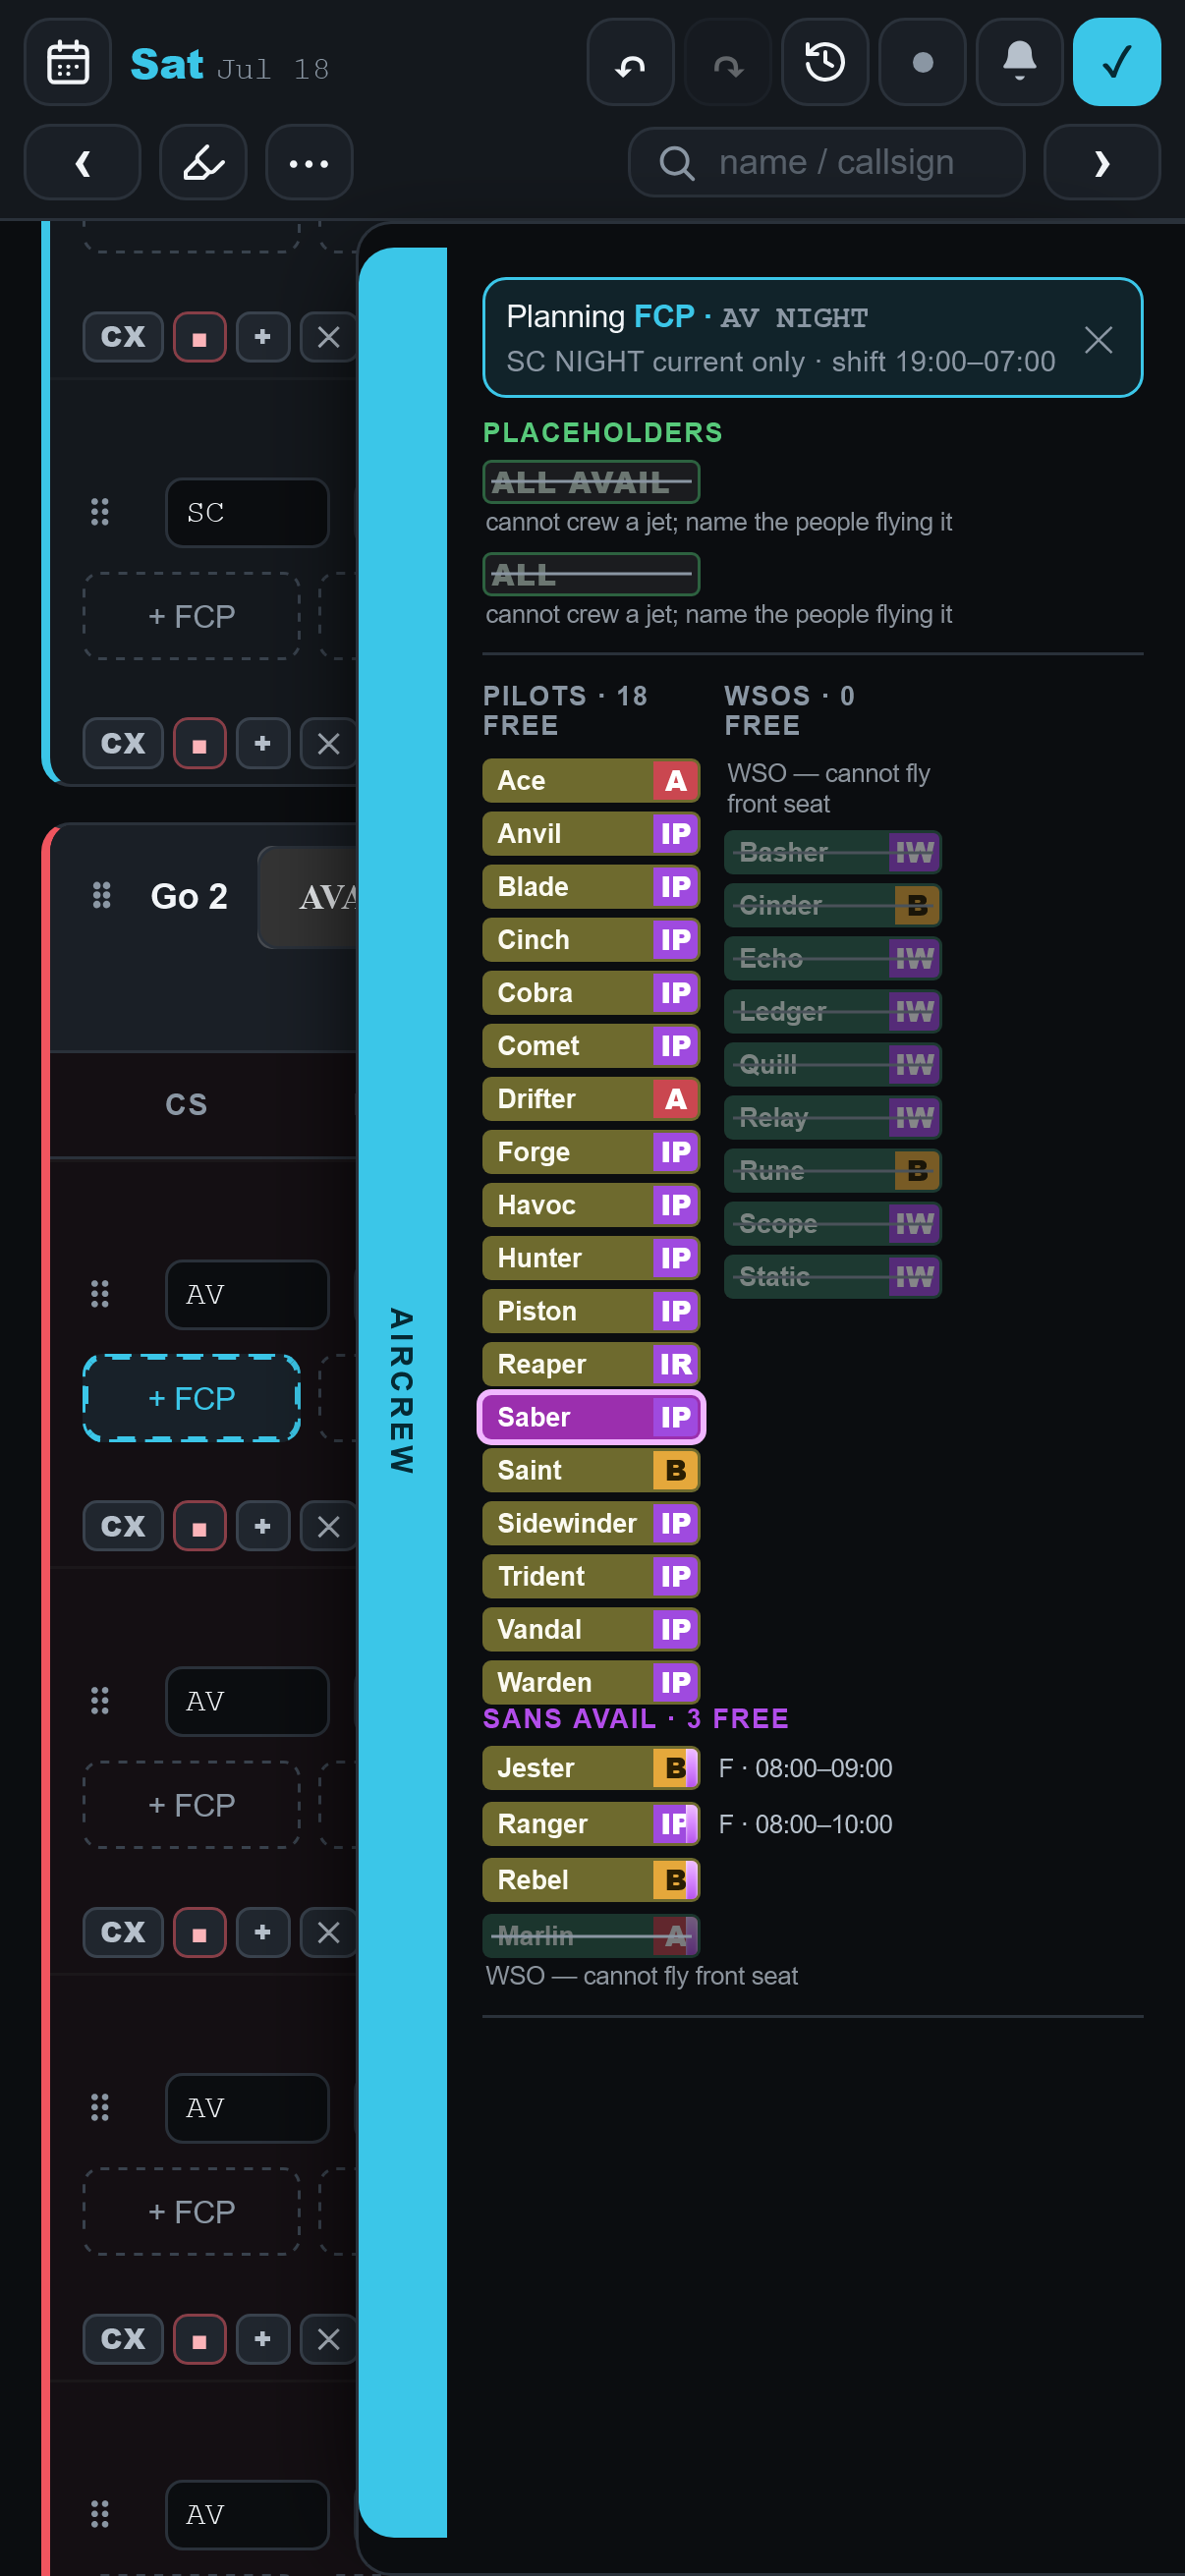 Sat Jul 18
name / callsign
CX
SC
+ FCP
CX
Go 2
CS
AV
+ FCP
CX
AV
+ FCP
CX
AV
+ FCP
CX
AV
AIRCREW
Planning FCP · AV NIGHT
SC NIGHT current only · shift 19:00–07:00
PLACEHOLDERS
ALL AVAIL
cannot crew a jet; name the people flying it
ALL
cannot crew a jet; name the people flying it
PILOTS · 18 FREE
Ace A
Anvil IP
Blade IP
Cinch IP
Cobra IP
Comet IP
Drifter A
Forge IP
Havoc IP
Hunter IP
Piston IP
Reaper IR
Saber IP
Saint B
Sidewinder IP
Trident IP
Vandal IP
Warden IP
WSOS · 0 FREE
WSO — cannot fly
front seat
Basher IW
Cinder B
Echo IW
Ledger IW
Quill IW
Relay IW
Rune B
Scope IW
Static IW
SANS AVAIL · 3 FREE
Jester B F · 08:00–09:00
Ranger IP F · 08:00–10:00
Rebel B
Marlin A
WSO — cannot fly front seat